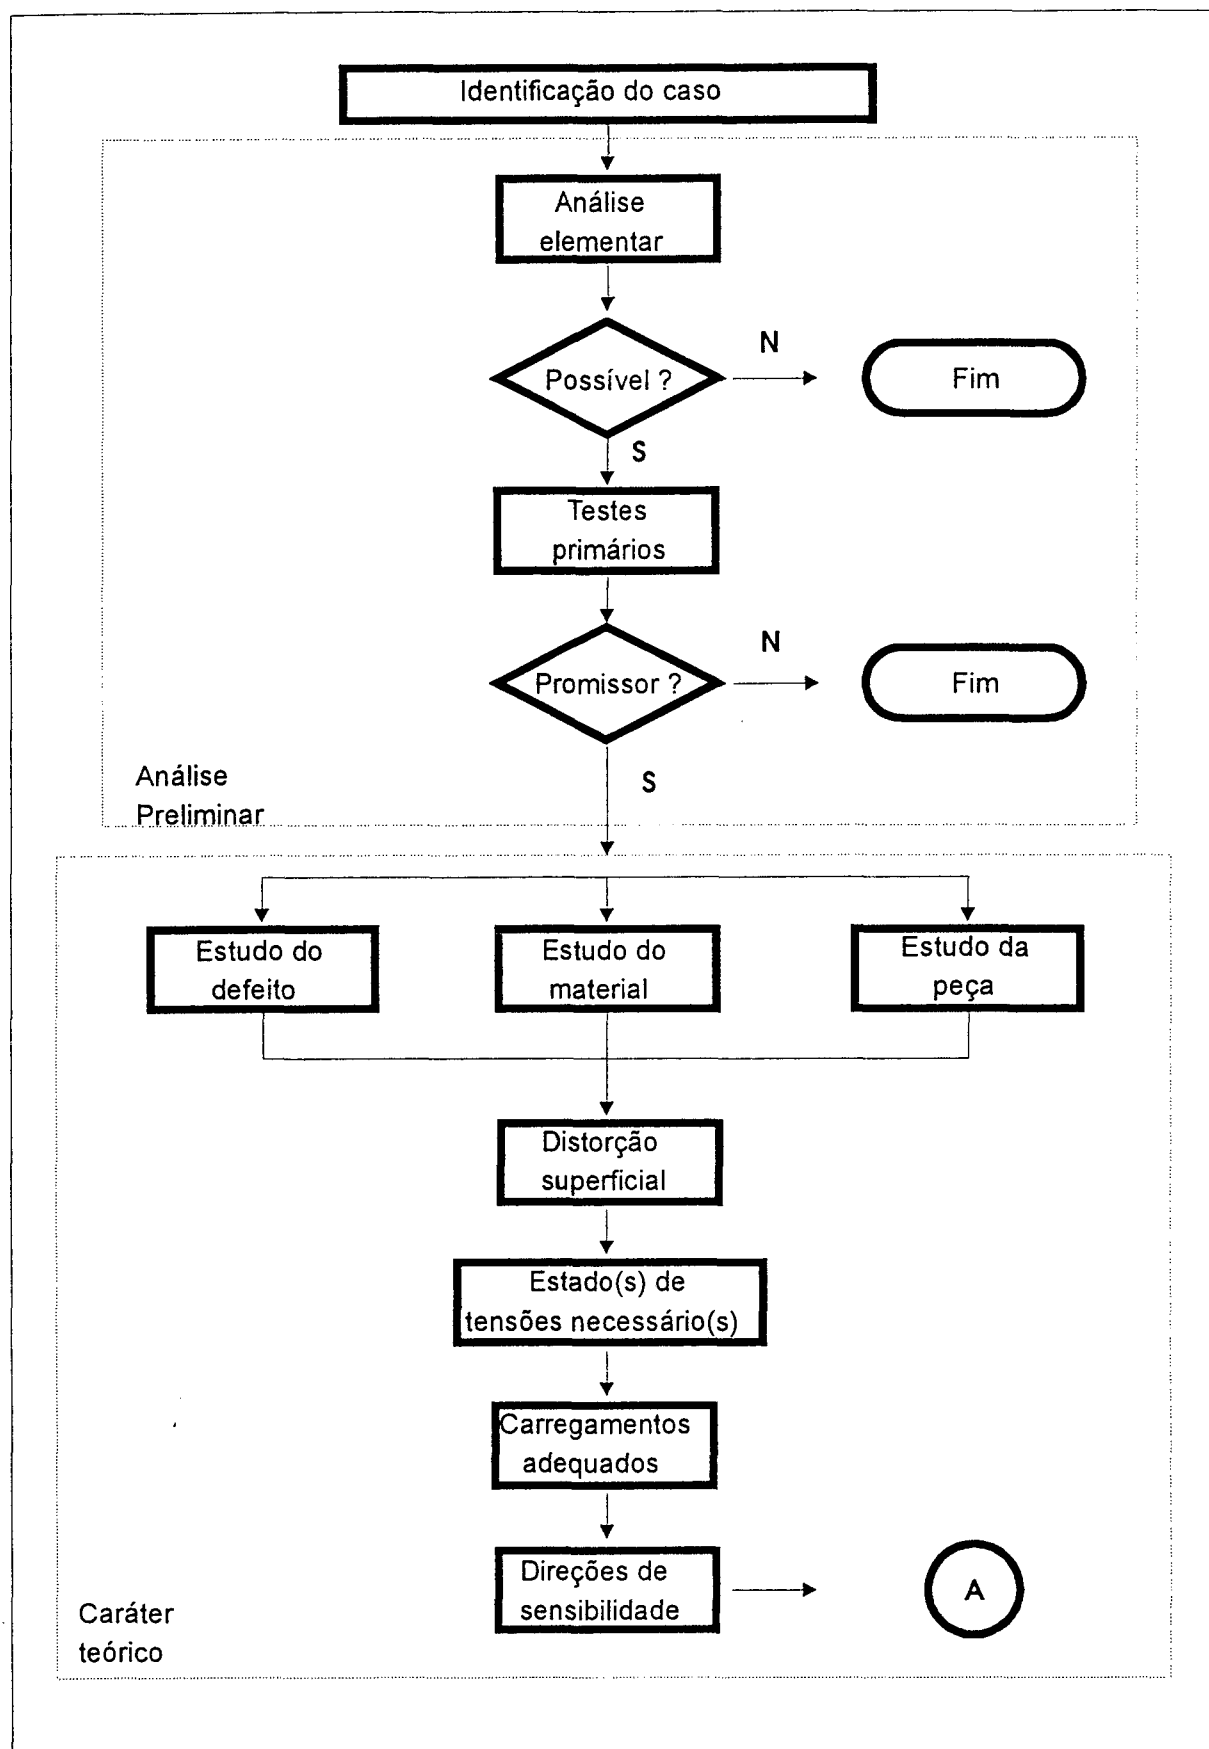 Identificação do caso
Análise
elementar
Possível ?
N
Fim
S
Testes
primários
Promissor ?
N
Fim
S
Análise
Preliminar
Estudo do
defeito
Estudo do
material
Estudo da
peça
Distorção
superficial
Estado(s) de
tensões necessário(s)
Carregamentos
adequados
Direções de
sensibilidade
A
Caráter
teórico